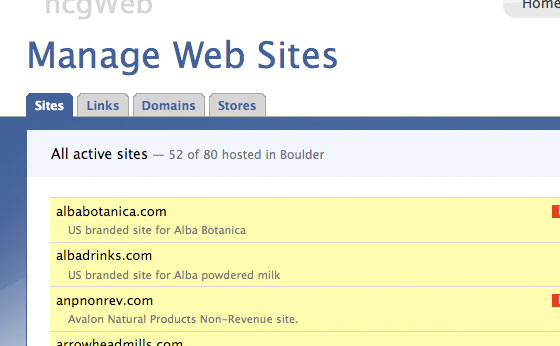 ncgWeb
Home
Manage Web Sites
Sites
Links
Domains
Stores
All active sites — 52 of 80 hosted in Boulder
albabotanica.com
US branded site for Alba Botanica
albadrinks.com
US branded site for Alba powdered milk
anpnonrev.com
Avalon Natural Products Non-Revenue site.
arrowheadmills.com